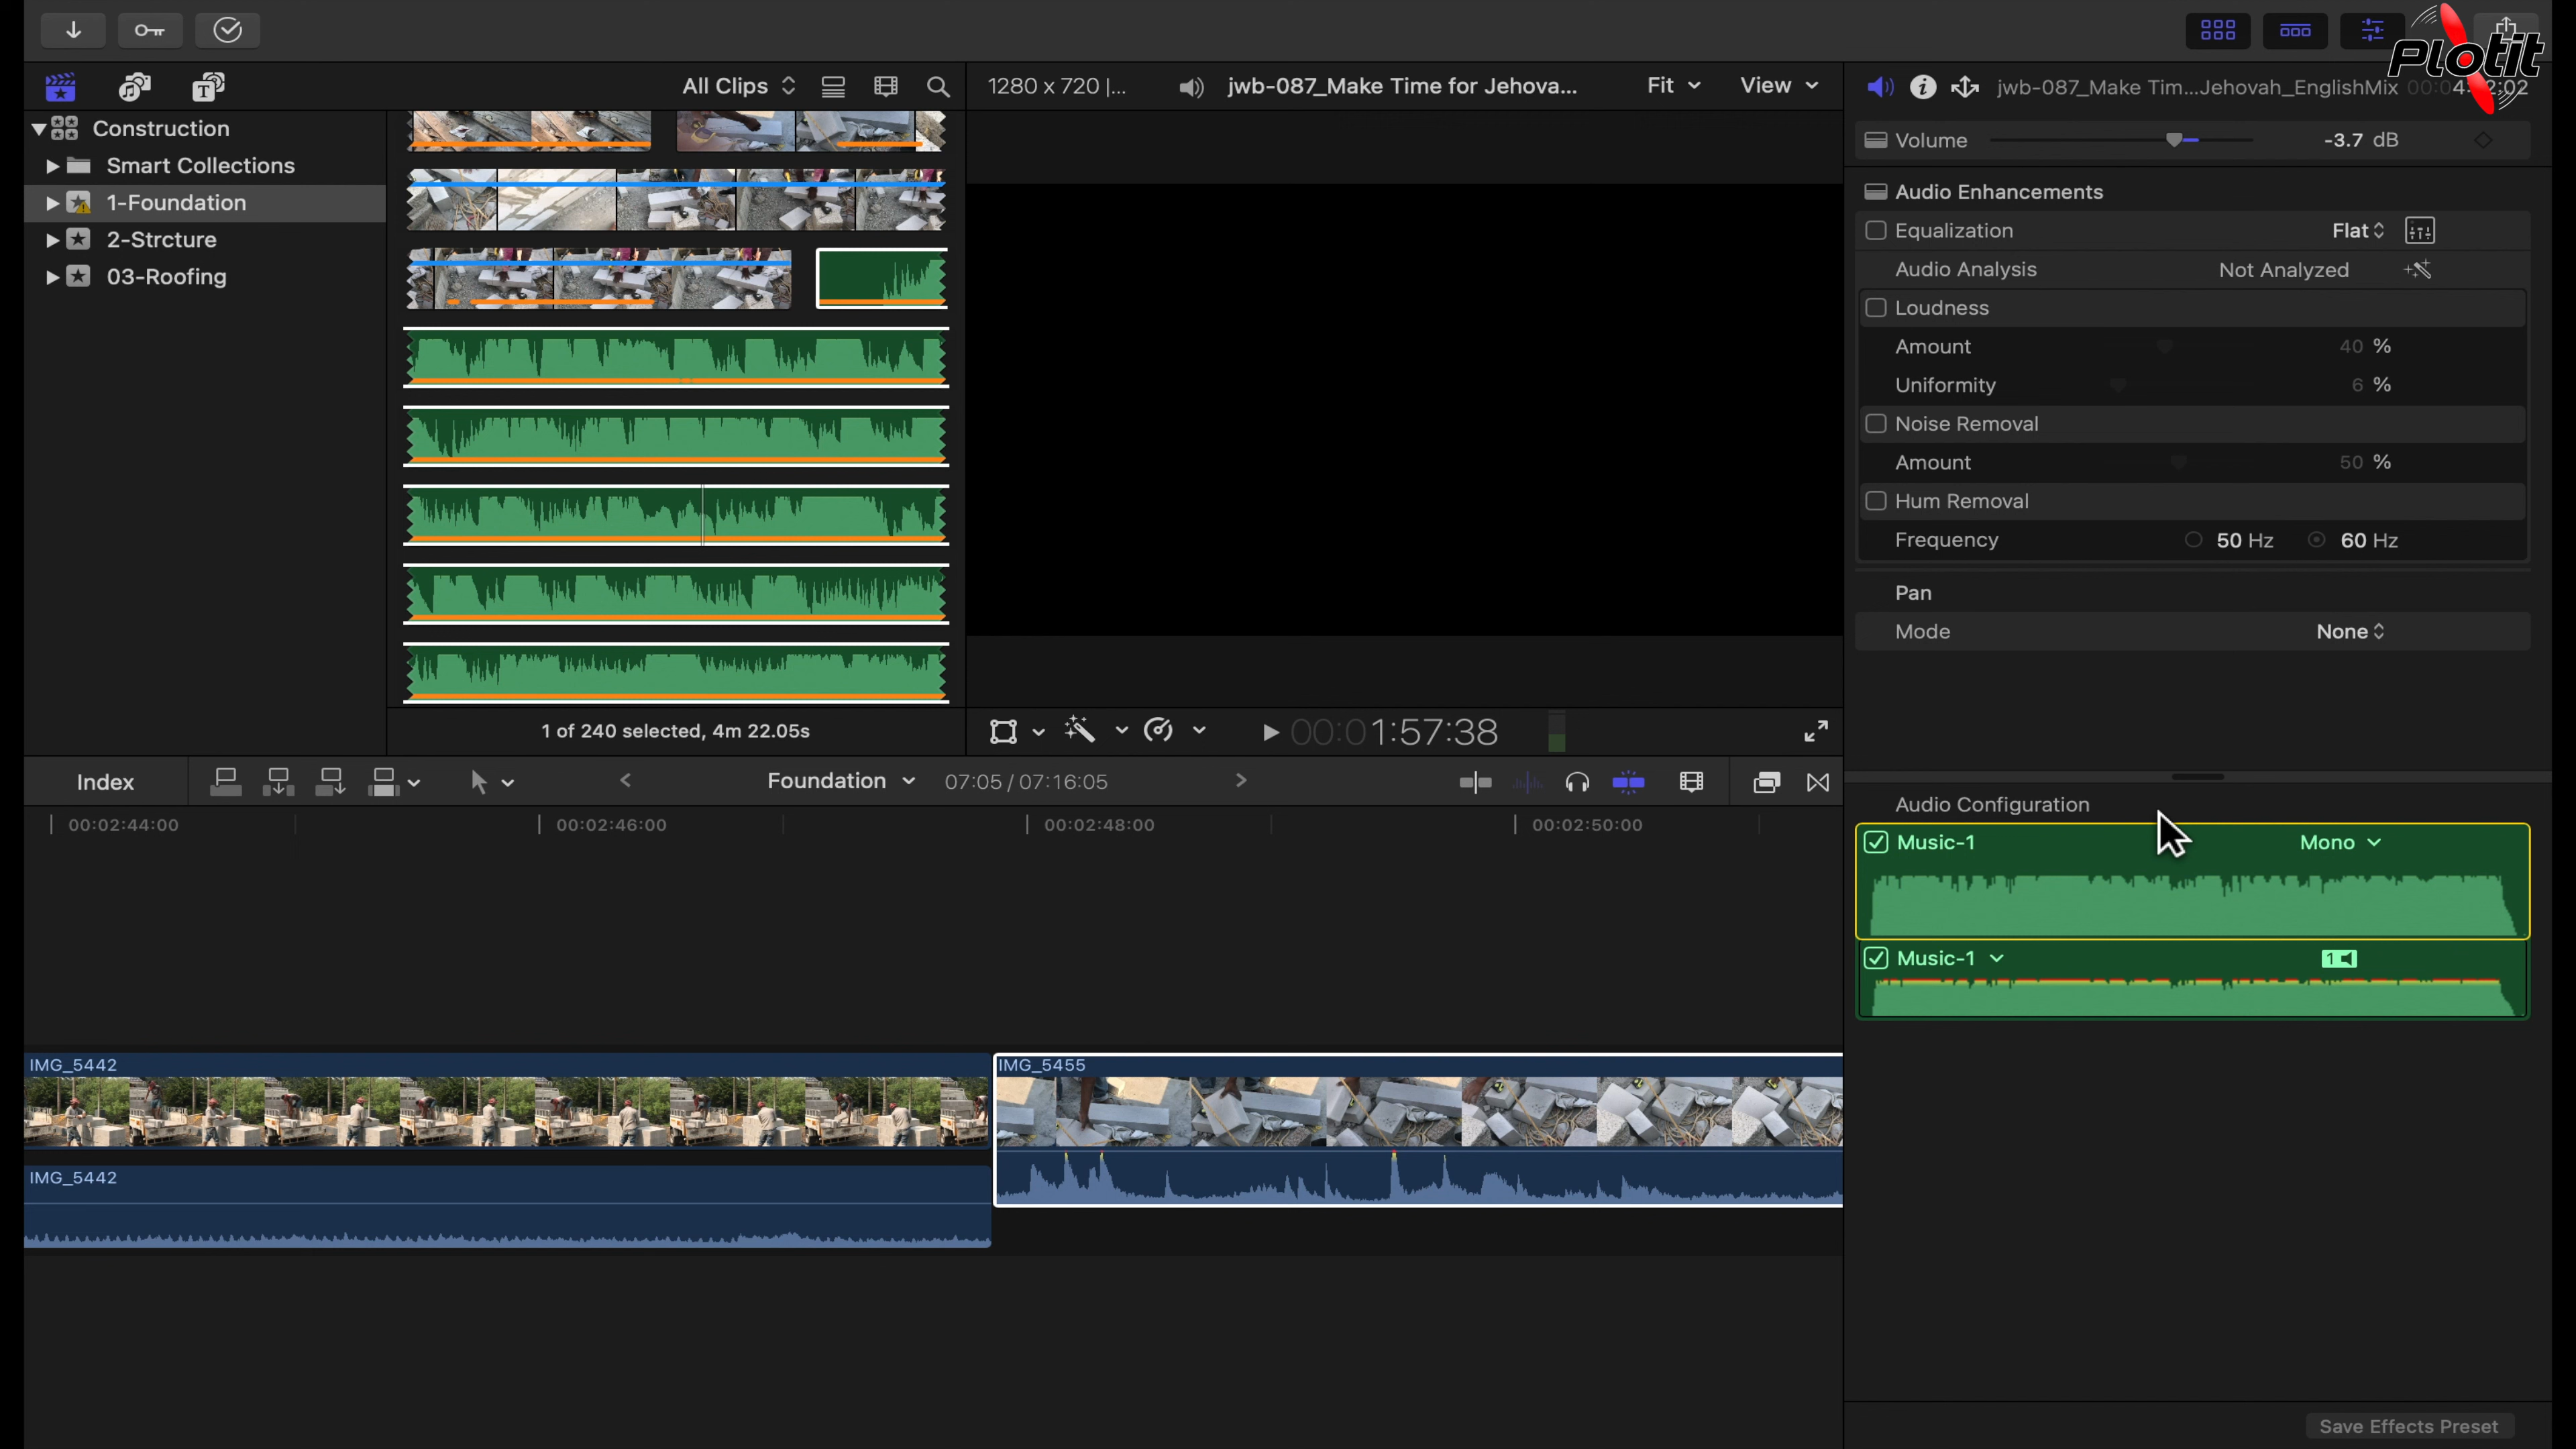 Plotit
All Clips
1280 x 720 |...
jwb-087_Make Time for Jehova...
Fit
View
jwb-087_Make Tim...Jehovah_EnglishMix
Construction
Smart Collections
1-Foundation
2-Strcture
03-Roofing
Volume
-3.7 dB
Audio Enhancements
Equalization
Flat
Audio Analysis
Not Analyzed
Loudness
Amount
40 %
Uniformity
6 %
Noise Removal
Amount
50 %
Hum Removal
Frequency
50 Hz
60 Hz
Pan
Mode
None
1 of 240 selected, 4m 22.05s
00:01:57:38
Index
Foundation
07:05 / 07:16:05
00:02:44:00
00:02:46:00
00:02:48:00
00:02:50:00
Audio Configuration
Music-1
Mono
Music-1
1
IMG_5442
IMG_5455
IMG_5442
Save Effects Preset